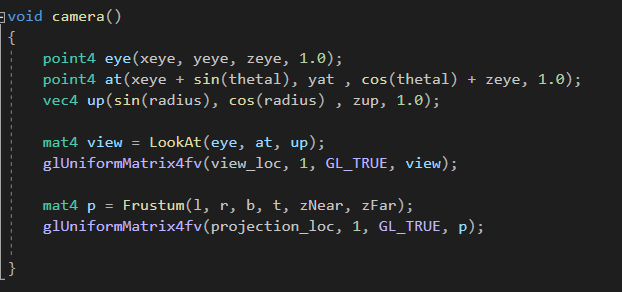 void camera()
{
point4 eye(xeye, yeye, zeye, 1.0);
point4 at(xeye + sin(thetal), yat , cos(thetal) + zeye, 1.0);
vec4 up(sin(radius), cos(radius) , zup, 1.0);
mat4 view = LookAt(eye, at, up);
glUniformMatrix4fv(view_loc, 1, GL_TRUE, view);
mat4 p = Frustum(l, r, b, t, zNear, zFar);
glUniformMatrix4fv(projection_loc, 1, GL_TRUE, p);
}